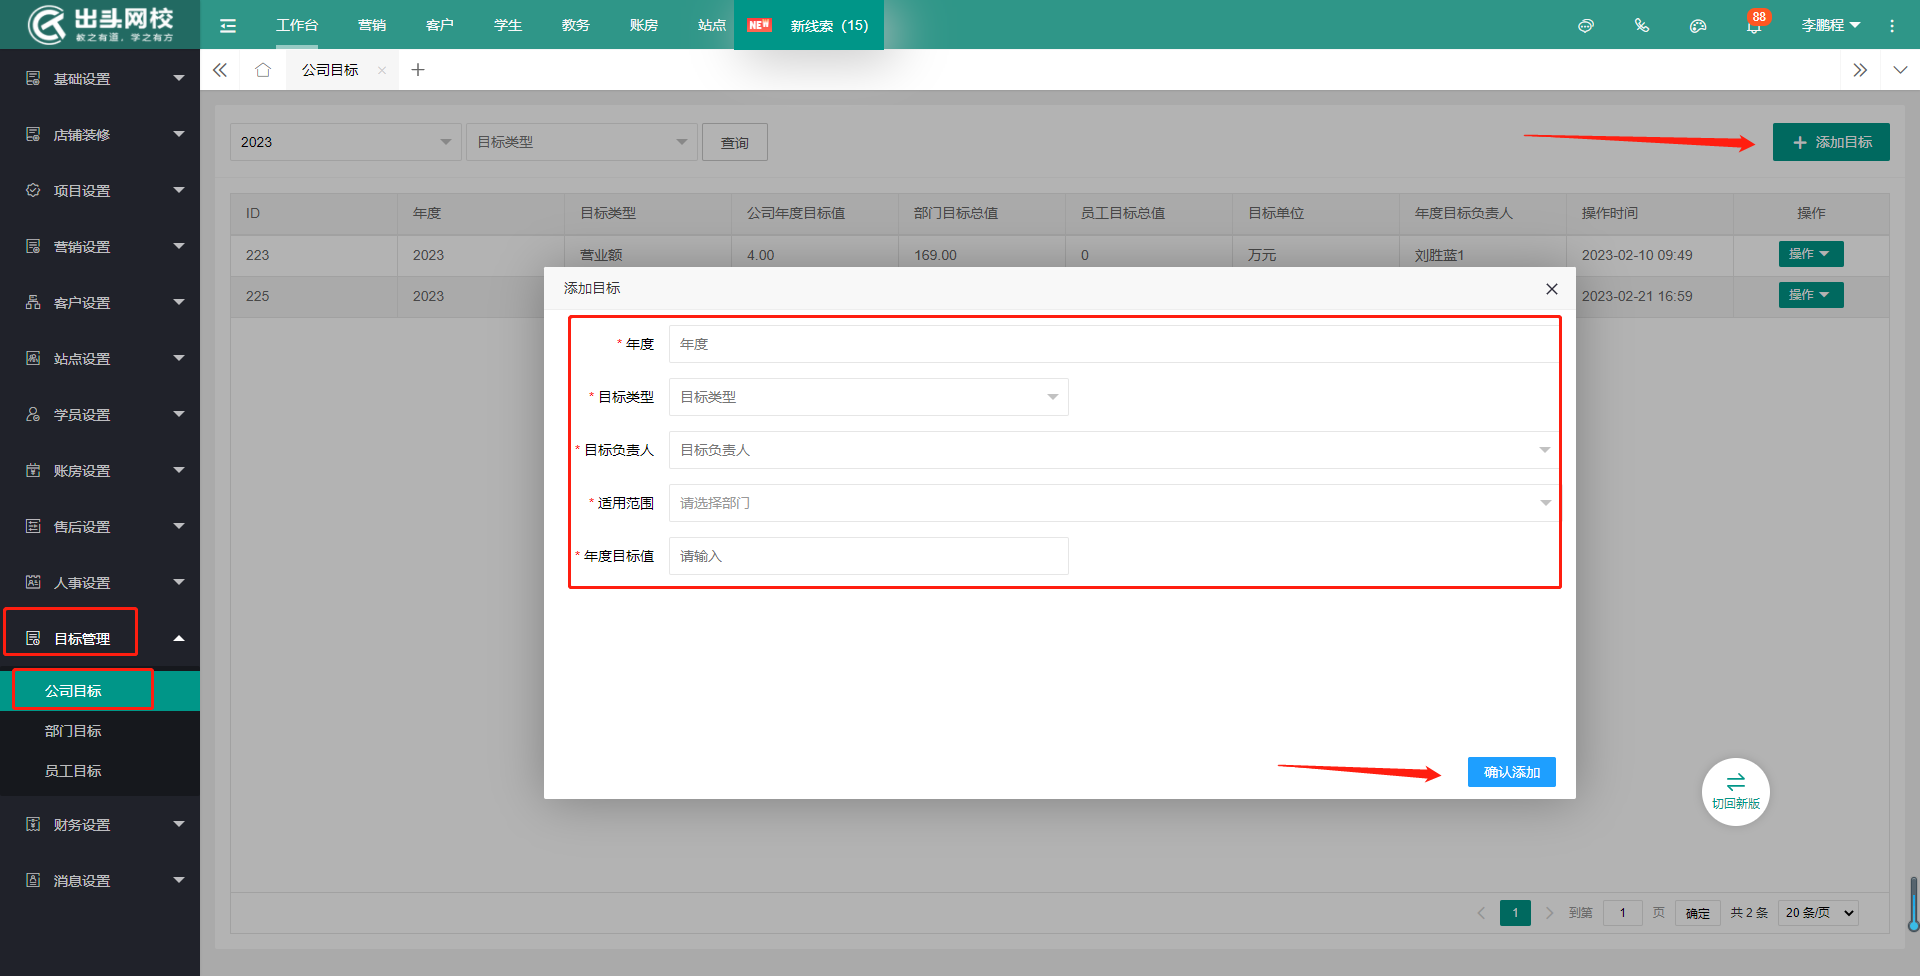 出头网校
教之有道，学之有方
工作台 营销 客户 学生 教务 账房 站点 NEW 新线索（15） 88 李鹏程
公司目标
基础设置
店铺装修
项目设置
营销设置
客户设置
站点设置
学员设置
账房设置
售后设置
人事设置
目标管理
公司目标
部门目标
员工目标
财务设置
消息设置
2023 目标类型 查询 添加目标
ID 年度 目标类型 公司年度目标值 部门目标总值 员工目标总值 目标单位 年度目标负责人 操作时间 操作
223 2023 营业额 4.00 169.00 0 万元 刘胜蓝1 2023-02-10 09:49 操作
225 2023 2023-02-21 16:59 操作
添加目标
* 年度 年度
* 目标类型 目标类型
* 目标负责人 目标负责人
* 适用范围 请选择部门
* 年度目标值 请输入
确认添加
切回新版
1 到第 1 页 确定 共 2 条 20 条/页